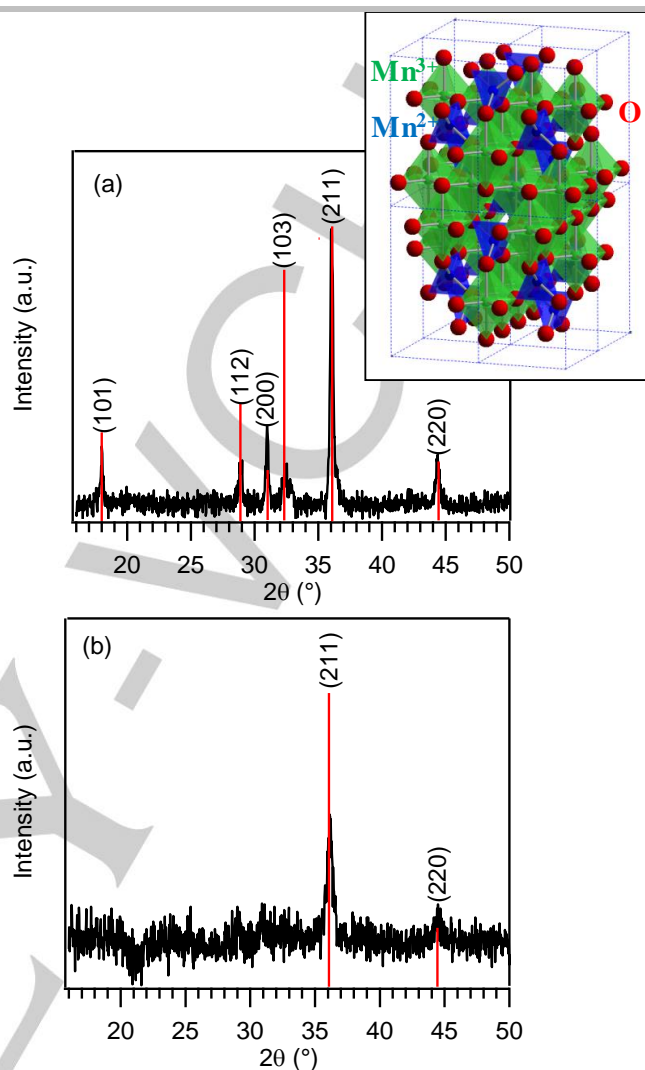 Mn3+
Mn2+
O
(a)
(101)
(112)
(200)
(103)
(211)
(220)
Intensity (a.u.)
20 25 30 35 40 45 50
2θ (°)
(b)
(211)
(220)
Intensity (a.u.)
20 25 30 35 40 45 50
2θ (°)